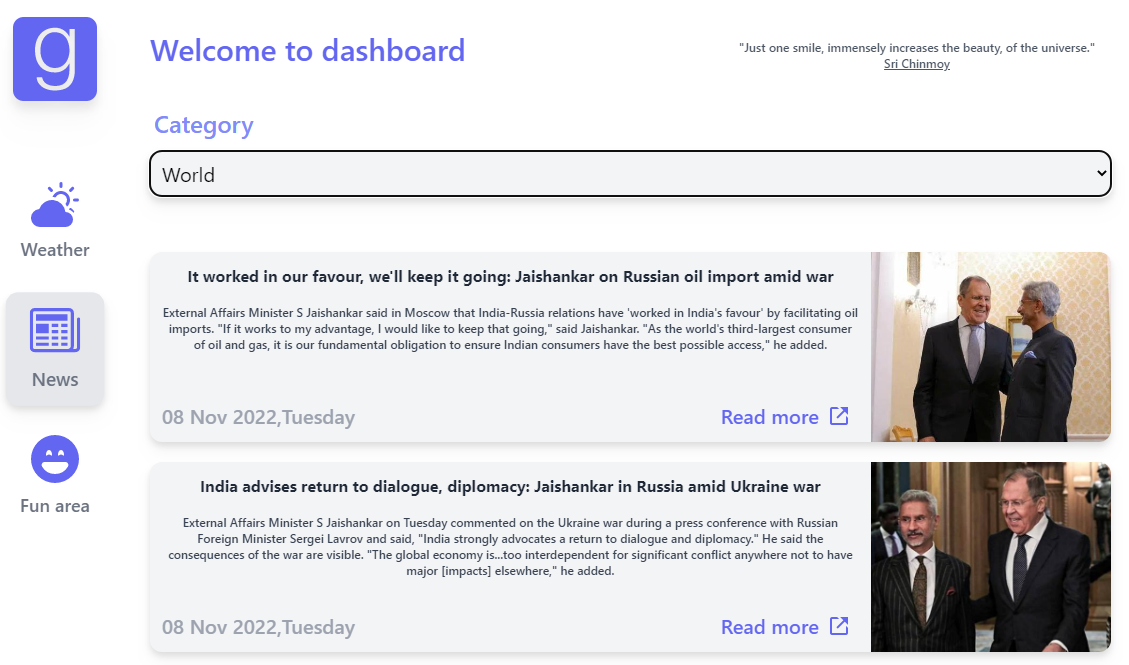 g
Welcome to dashboard
"Just one smile, immensely increases the beauty, of the universe."
Sri Chinmoy
Category
World
Weather
News
Fun area
It worked in our favour, we'll keep it going: Jaishankar on Russian oil import amid war
External Affairs Minister S Jaishankar said in Moscow that India-Russia relations have 'worked in India's favour' by facilitating oil
imports. "If it works to my advantage, I would like to keep that going," said Jaishankar. "As the world's third-largest consumer
of oil and gas, it is our fundamental obligation to ensure Indian consumers have the best possible access," he added.
08 Nov 2022,Tuesday
Read more
India advises return to dialogue, diplomacy: Jaishankar in Russia amid Ukraine war
External Affairs Minister S Jaishankar on Tuesday commented on the Ukraine war during a press conference with Russian
Foreign Minister Sergei Lavrov and said, "India strongly advocates a return to dialogue and diplomacy." He said the
consequences of the war are visible. "The global economy is...too interdependent for significant conflict anywhere not to have
major [impacts] elsewhere," he added.
08 Nov 2022,Tuesday
Read more